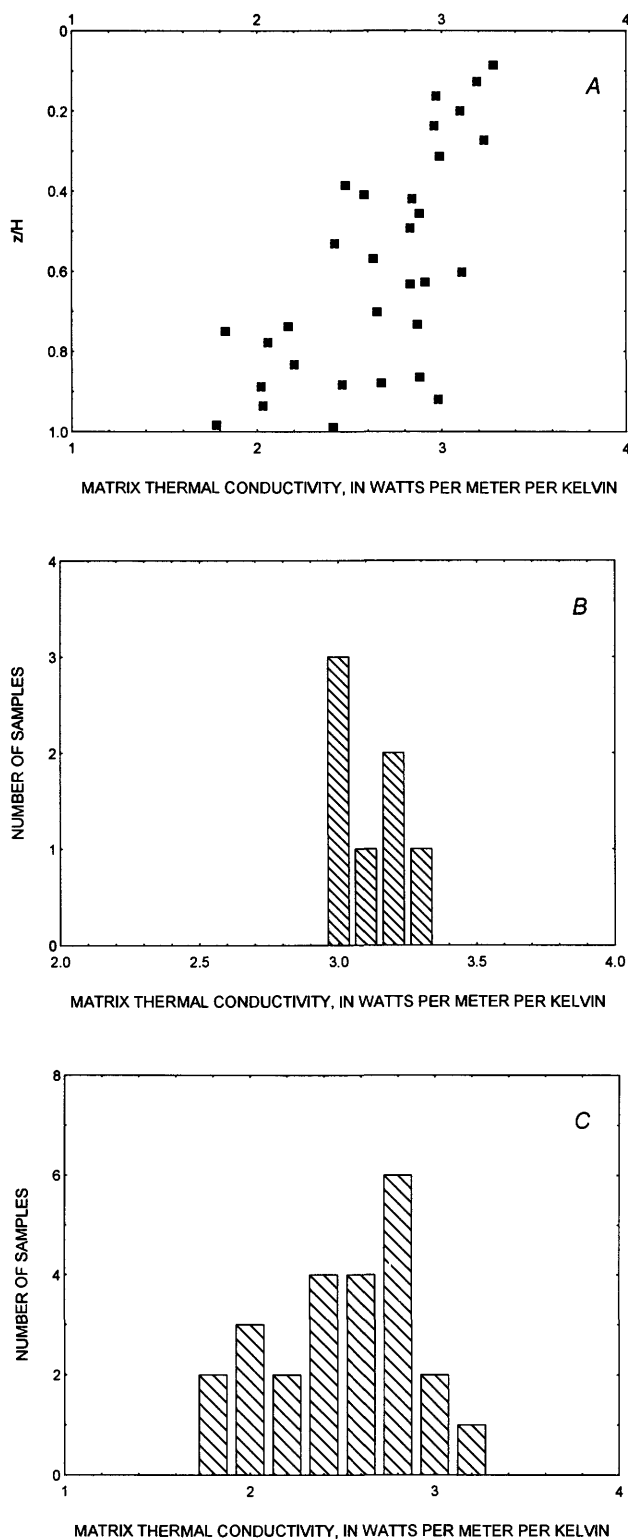 1 2 3 4
0
0.2
0.4
0.6
0.8
1.0
z/H
A
1 2 3 4
MATRIX THERMAL CONDUCTIVITY, IN WATTS PER METER PER KELVIN
4
3
2
1
0
NUMBER OF SAMPLES
B
2.0 2.5 3.0 3.5 4.0
MATRIX THERMAL CONDUCTIVITY, IN WATTS PER METER PER KELVIN
8
6
4
2
0
NUMBER OF SAMPLES
C
1 2 3 4
MATRIX THERMAL CONDUCTIVITY, IN WATTS PER METER PER KELVIN